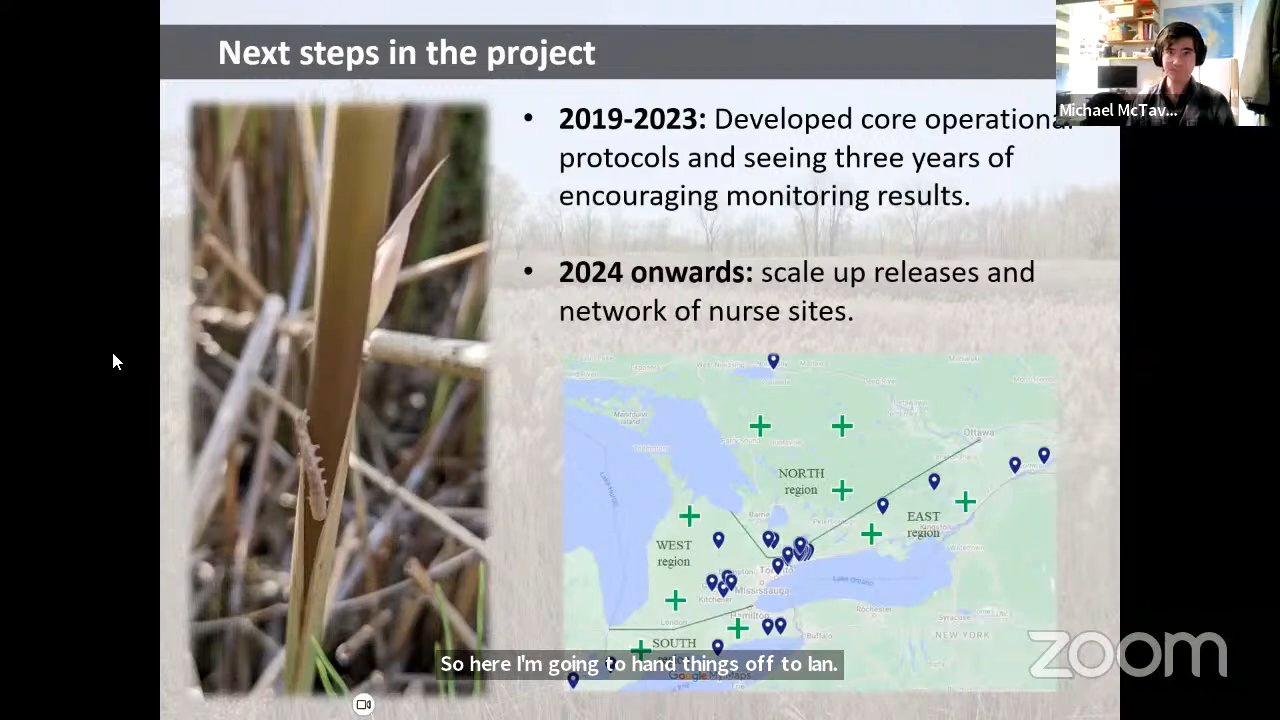 Next steps in the project
Michael McTav...
• 2019-2023: Developed core operational
protocols and seeing three years of
encouraging monitoring results.
• 2024 onwards: scale up releases and
network of nurse sites.
Ottawa
NORTH
region
EAST
region
Kingston
WEST
region
Barrie
Mississauga
Kitchener
Lake Ontario
Rochester
Hamilton
London
Buffalo
Syracuse
NEW YORK
SOUTH
Google My Maps
So here I'm going to hand things off to Ian.
zoom